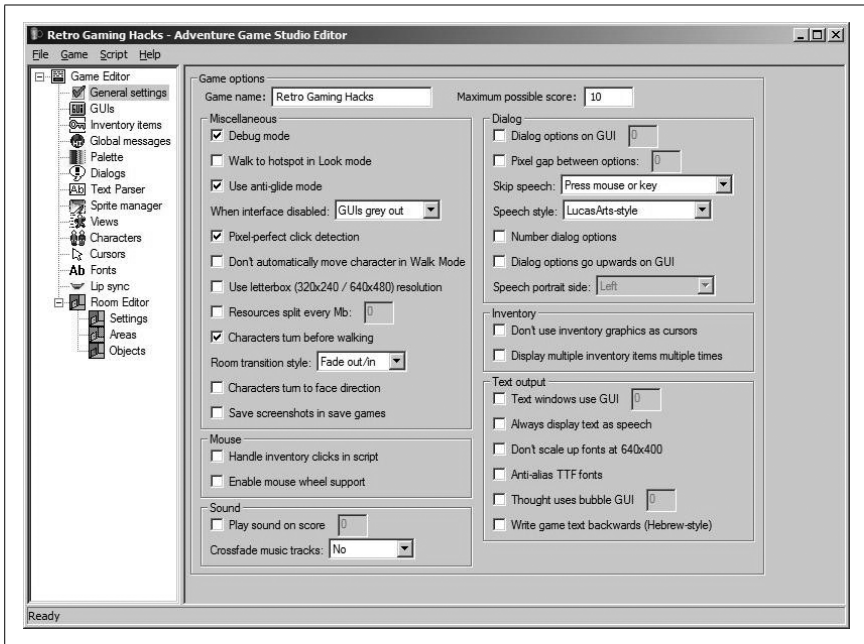 Retro Gaming Hacks - Adventure Game Studio Editor
File Game Script Help
Game Editor
General settings
GUIs
Inventory items
Global messages
Palette
Dialogs
Ab Text Parser
Sprite manager
Views
Characters
Cursors
Ab Fonts
Lip sync
Room Editor
Settings
Areas
Objects
Game options
Game name: Retro Gaming Hacks Maximum possible score: 10
Miscellaneous
Debug mode
Walk to hotspot in Look mode
Use anti-glide mode
When interface disabled: GUIs grey out
Pixel-perfect click detection
Don't automatically move character in Walk Mode
Use letterbox (320x240 / 640x480) resolution
Resources split every Mb: 0
Characters turn before walking
Room transition style: Fade out/in
Characters turn to face direction
Save screenshots in save games
Mouse
Handle inventory clicks in script
Enable mouse wheel support
Sound
Play sound on score 0
Crossfade music tracks: No
Dialog
Dialog options on GUI 0
Pixel gap between options: 0
Skip speech: Press mouse or key
Speech style: LucasArts-style
Number dialog options
Dialog options go upwards on GUI
Speech portrait side: Left
Inventory
Don't use inventory graphics as cursors
Display multiple inventory items multiple times
Text output
Text windows use GUI 0
Always display text as speech
Don't scale up fonts at 640x400
Anti-alias TTF fonts
Thought uses bubble GUI 0
Write game text backwards (Hebrew-style)
Ready